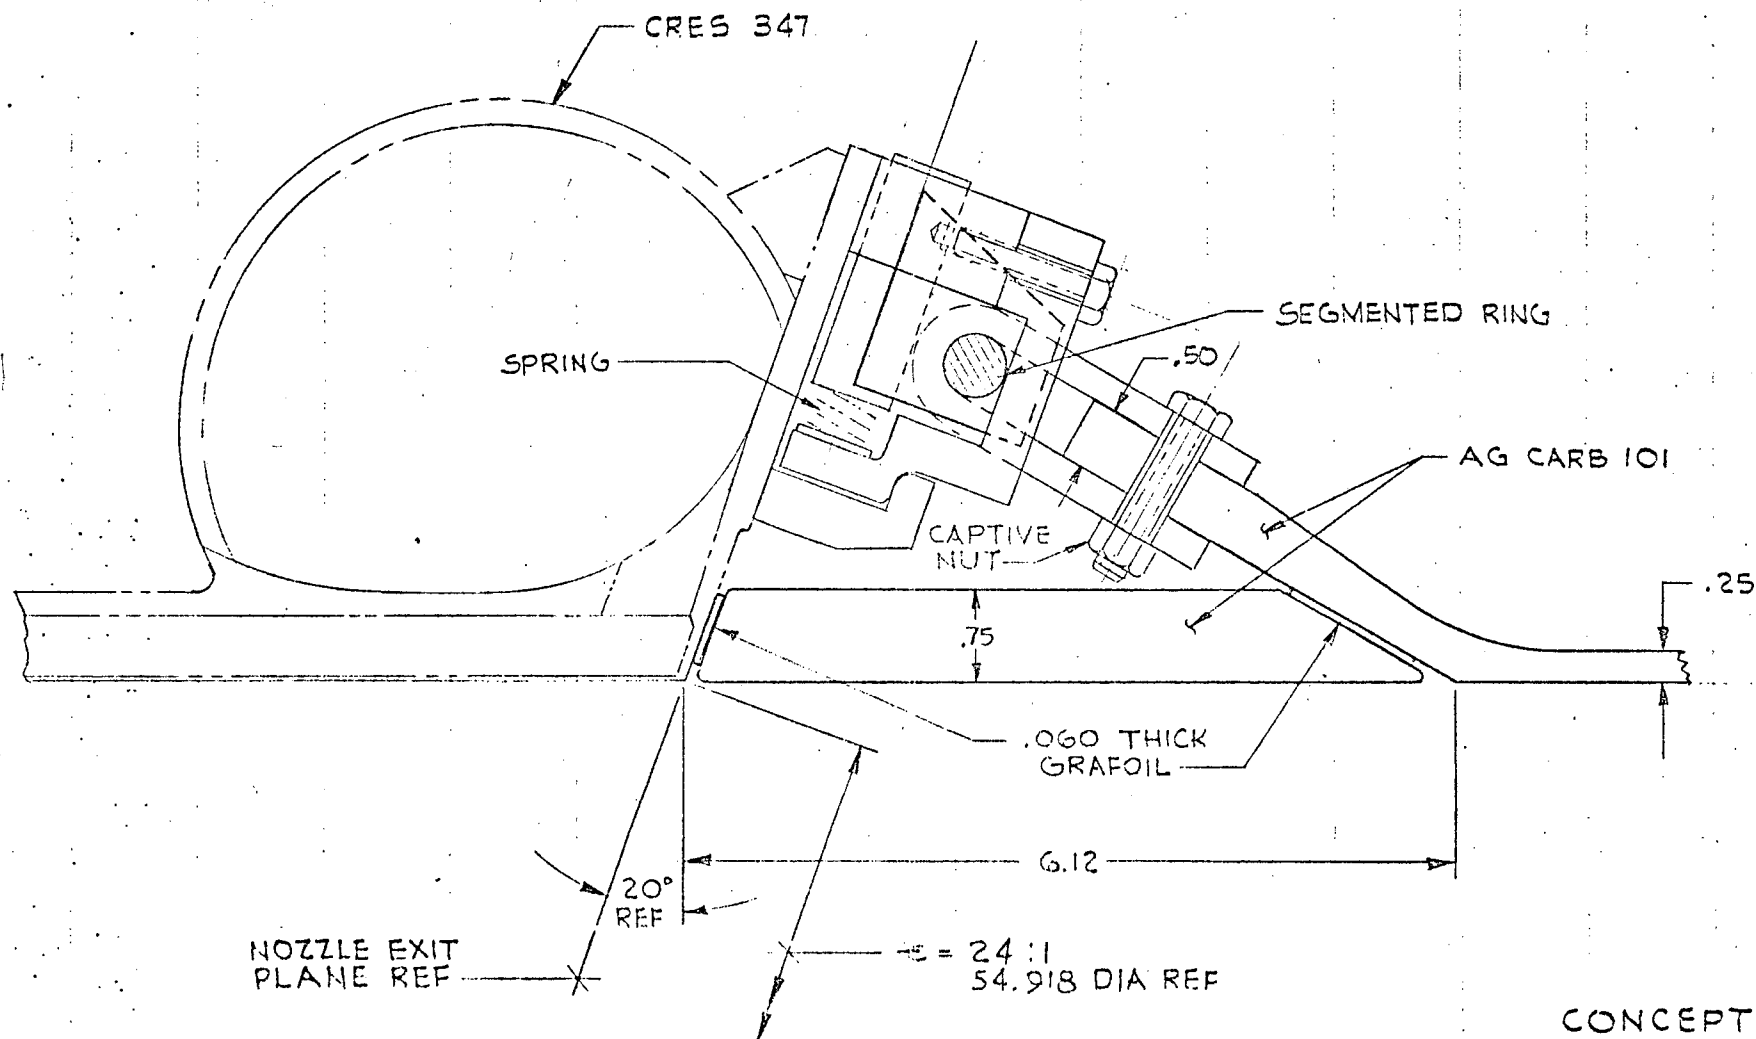 CRES 347
SEGMENTED RING
SPRING
.50
AG CARB 101
CAPTIVE
NUT
.25
.75
.060 THICK
GRAFOIL
6.12
20°
REF
NOZZLE EXIT
PLANE REF
ε = 24:1
54.918 DIA REF
CONCEPT